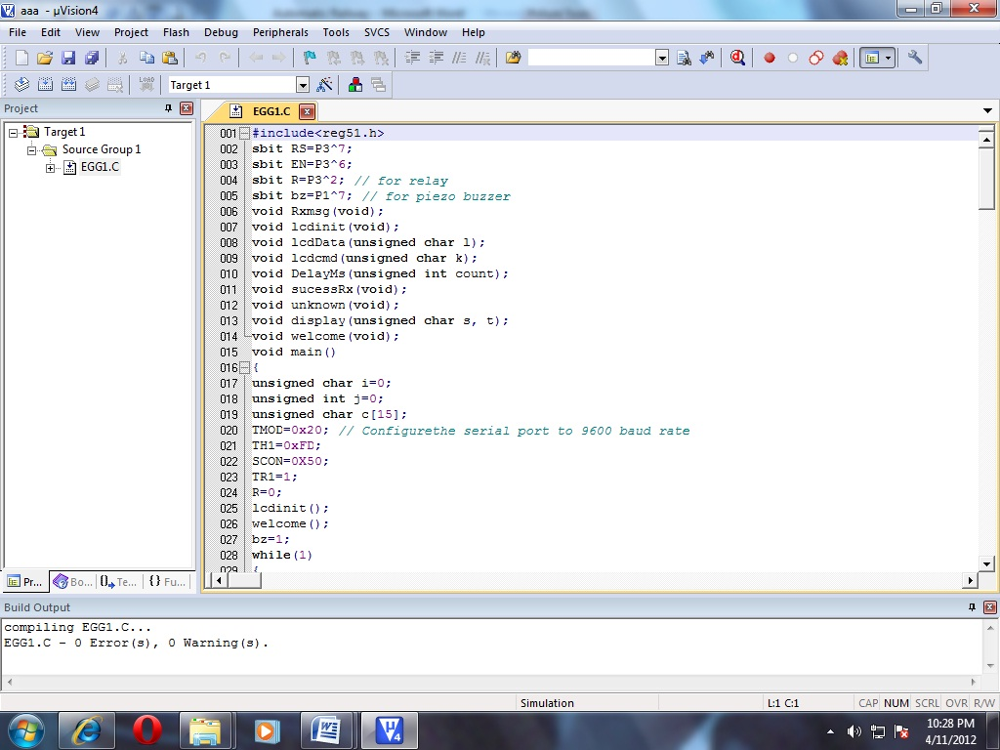 aaa - µVision4
File Edit View Project Flash Debug Peripherals Tools SVCS Window Help
LOAD Target 1
Project
EGG1.C
Target 1
Source Group 1
EGG1.C
001 #include<reg51.h>
002 sbit RS=P3^7;
003 sbit EN=P3^6;
004 sbit R=P3^2; // for relay
005 sbit bz=P1^7; // for piezo buzzer
006 void Rxmsg(void);
007 void lcdinit(void);
008 void lcdData(unsigned char l);
009 void lcdcmd(unsigned char k);
010 void DelayMs(unsigned int count);
011 void sucessRx(void);
012 void unknown(void);
013 void display(unsigned char s, t);
014 void welcome(void);
015 void main()
016 {
017 unsigned char i=0;
018 unsigned int j=0;
019 unsigned char c[15];
020 TMOD=0x20; // Configurethe serial port to 9600 baud rate
021 TH1=0xFD;
022 SCON=0X50;
023 TR1=1;
024 R=0;
025 lcdinit();
026 welcome();
027 bz=1;
028 while(1)
029 {
Pr... Bo... {}Te... {} Fu...
Build Output
compiling EGG1.C...
EGG1.C - 0 Error(s), 0 Warning(s).
Simulation L:1 C:1 CAP NUM SCRL OVR R/W
10:28 PM
4/11/2012